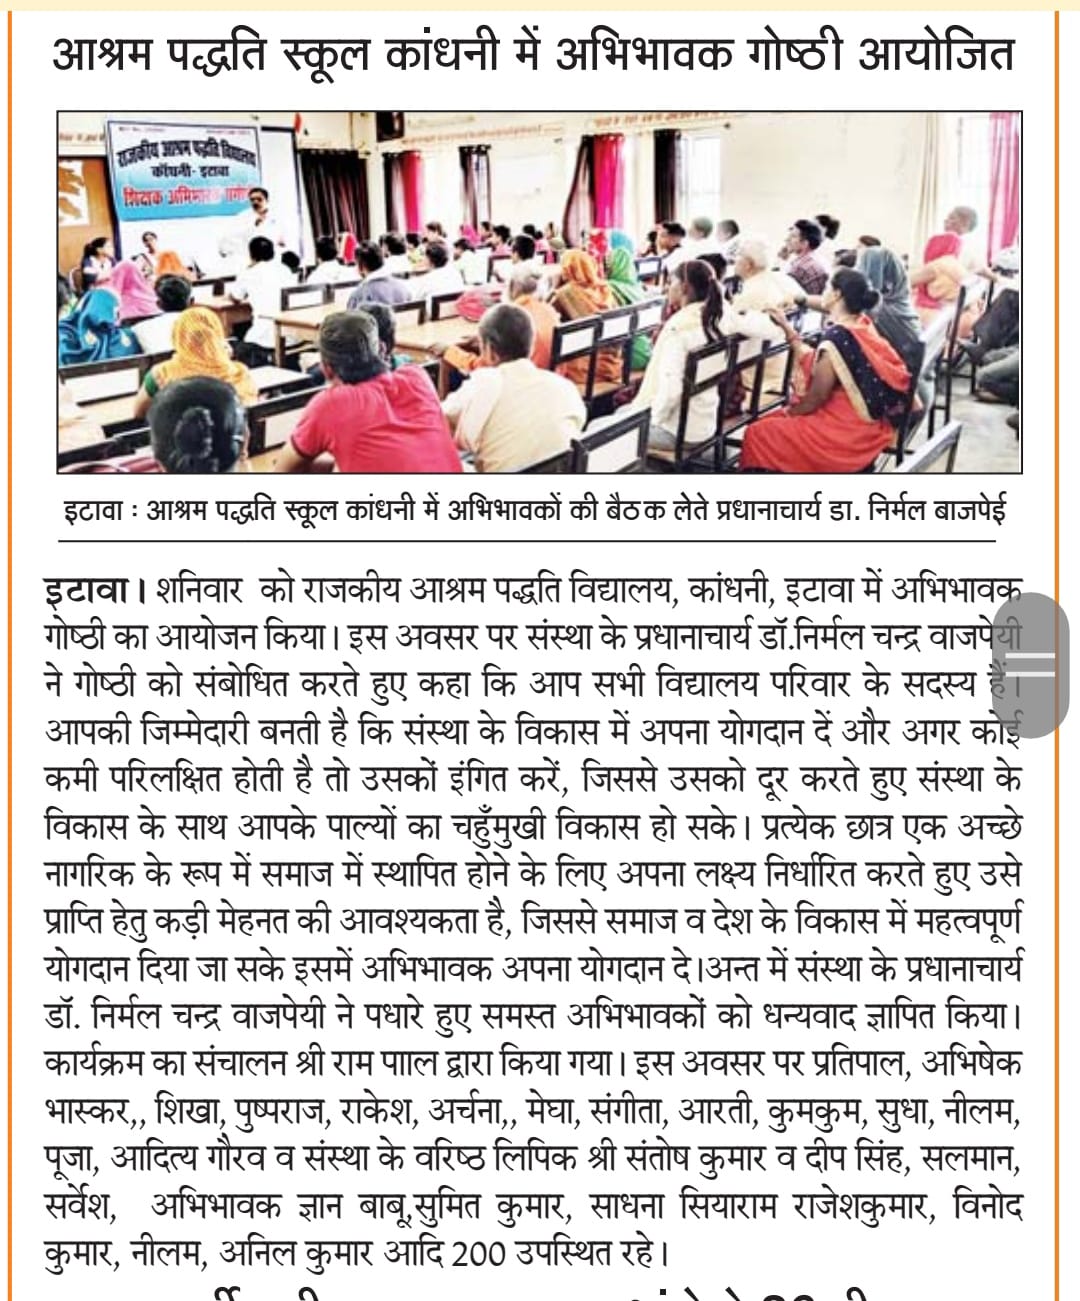 आश्रम पद्धति स्कूल कांधनी में अभिभावक गोष्ठी आयोजित
राजकीय आश्रम पद्धति विद्यालय
कॉंधनी- इटावा
शिक्षक
इटावा : आश्रम पद्धति स्कूल कांधनी में अभिभावकों की बैठक लेते प्रधानाचार्य डा. निर्मल बाजपेई
इटावा। शनिवार को राजकीय आश्रम पद्धति विद्यालय, कांधनी, इटावा में अभिभावक
गोष्ठी का आयोजन किया। इस अवसर पर संस्था के प्रधानाचार्य डॉ.निर्मल चन्द्र वाजपेयी
ने गोष्ठी को संबोधित करते हुए कहा कि आप सभी विद्यालय परिवार के सदस्य हैं।
आपकी जिम्मेदारी बनती है कि संस्था के विकास में अपना योगदान दें और अगर कोई
कमी परिलक्षित होती है तो उसकों इंगित करें, जिससे उसको दूर करते हुए संस्था के
विकास के साथ आपके पाल्यों का चहुँमुखी विकास हो सके। प्रत्येक छात्र एक अच्छे
नागरिक के रूप में समाज में स्थापित होने के लिए अपना लक्ष्य निर्धारित करते हुए उसे
प्राप्ति हेतु कड़ी मेहनत की आवश्यकता है, जिससे समाज व देश के विकास में महत्वपूर्ण
योगदान दिया जा सके इसमें अभिभावक अपना योगदान दे।अन्त में संस्था के प्रधानाचार्य
डॉ. निर्मल चन्द्र वाजपेयी ने पधारे हुए समस्त अभिभावकों को धन्यवाद ज्ञापित किया।
कार्यक्रम का संचालन श्री राम पााल द्वारा किया गया। इस अवसर पर प्रतिपाल, अभिषेक
भास्कर,, शिखा, पुष्पराज, राकेश, अर्चना,, मेघा, संगीता, आरती, कुमकुम, सुधा, नीलम,
पूजा, आदित्य गौरव व संस्था के वरिष्ठ लिपिक श्री संतोष कुमार व दीप सिंह, सलमान,
सर्वेश, अभिभावक ज्ञान बाबू,सुमित कुमार, साधना सियाराम राजेशकुमार, विनोद
कुमार, नीलम, अनिल कुमार आदि 200 उपस्थित रहे।